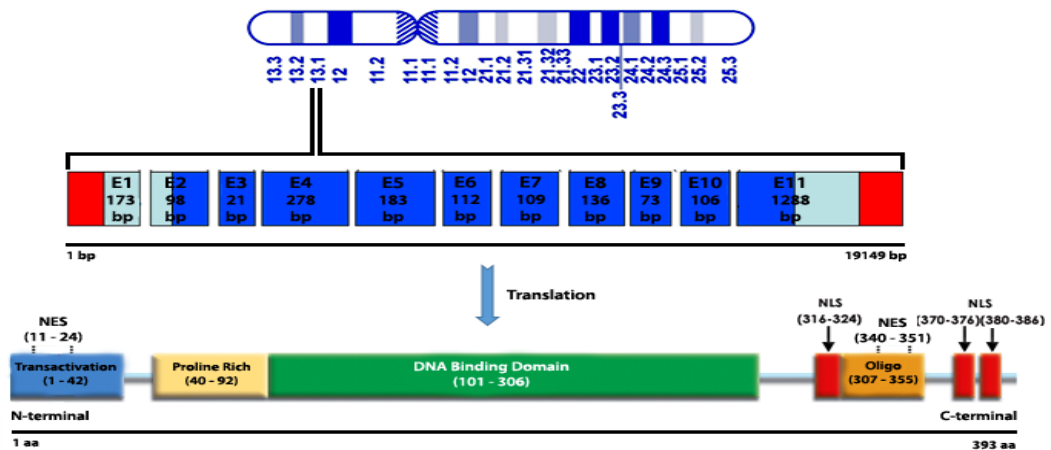 13.3 13.2 13.1 12 11.2 11.1 11.1 11.2 12 21.1 21.2 21.31 21.32 21.33 22 23.1 23.2 23.3 24.1 24.2 24.3 25.1 25.2 25.3
E1 E2 E3 E4 E5 E6 E7 E8 E9 E10 E11
173 98 21 278 183 112 109 136 73 106 1288
bp bp bp bp bp bp bp bp bp bp bp
1 bp 19149 bp
Translation
NES
(11 - 24)
NLS
(316-324)
NES
(340 - 351)
NLS
(370-376)(380-386)
Transactivation
(1 - 42)
Proline Rich
(40 - 92)
DNA Binding Domain
(101 - 306)
Oligo
(307 - 355)
N-terminal C-terminal
1 aa 393 aa